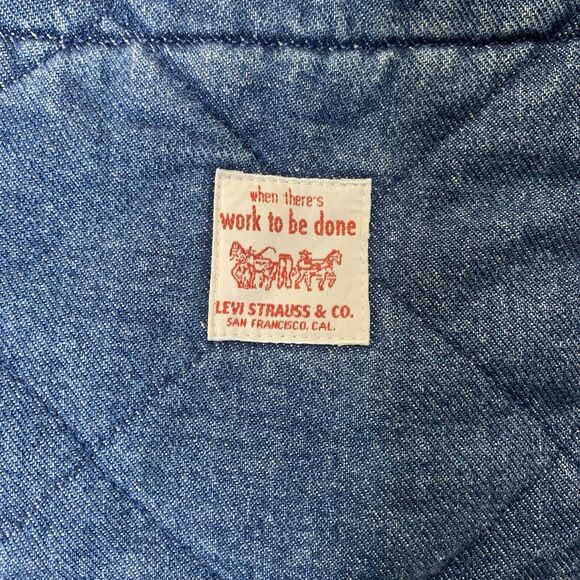 when there's
work to be done
LEVI STRAUSS & CO.
SAN FRANCISCO, CAL.